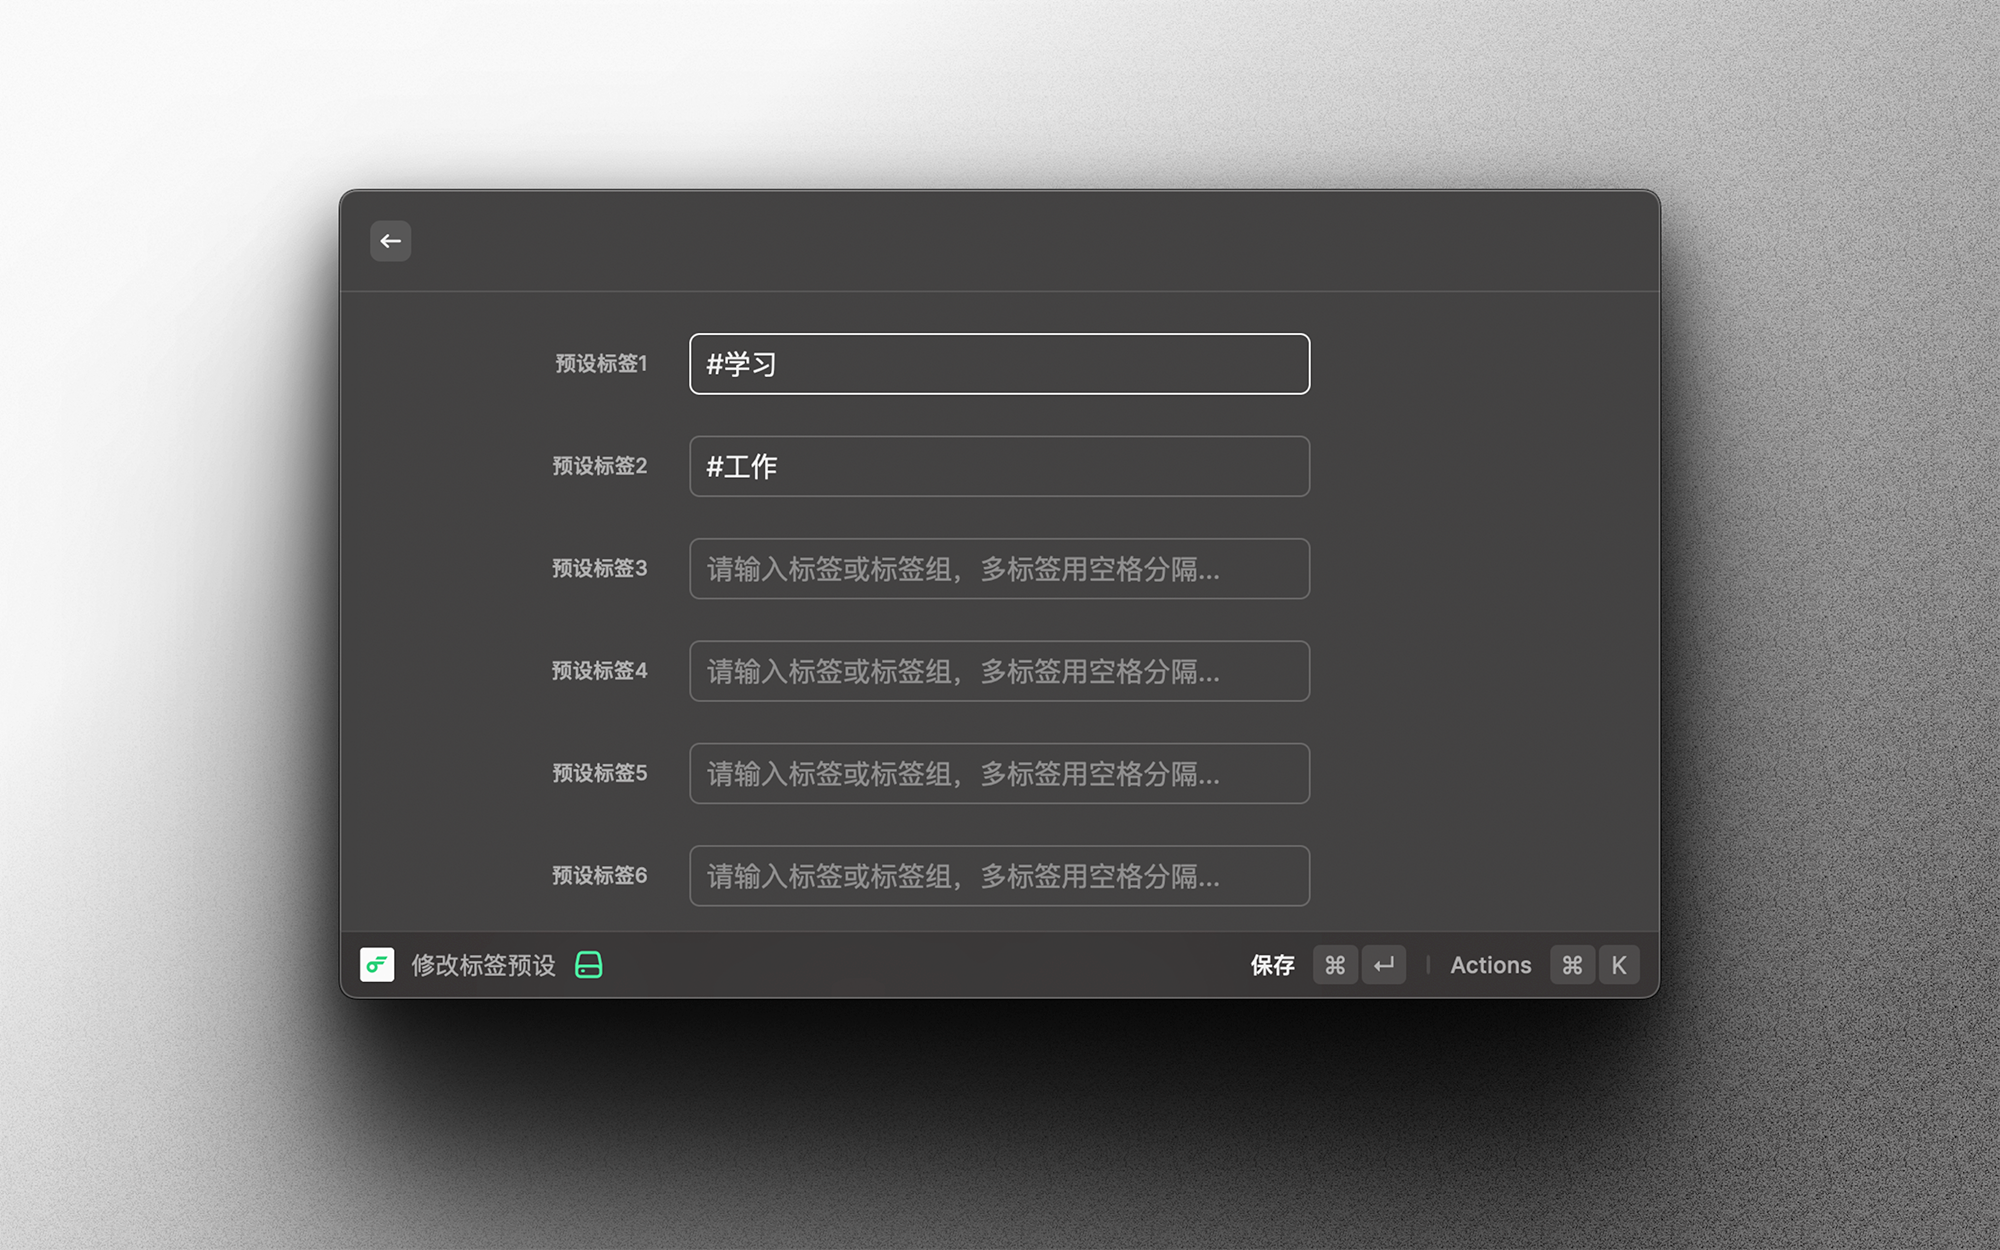 预设标签1 #学习
预设标签2 #工作
预设标签3 请输入标签或标签组，多标签用空格分隔...
预设标签4 请输入标签或标签组，多标签用空格分隔...
预设标签5 请输入标签或标签组，多标签用空格分隔...
预设标签6 请输入标签或标签组，多标签用空格分隔...
修改标签预设 保存 ⌘ ↵ Actions ⌘ K